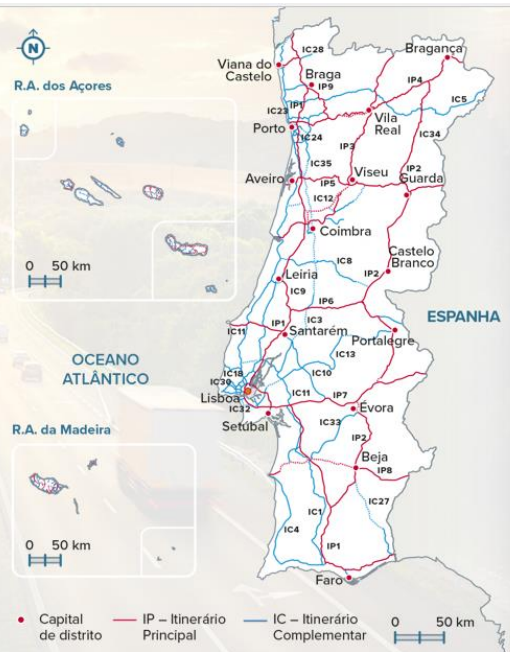 N
R.A. dos Açores
0 50 km
OCEANO
ATLÂNTICO
R.A. da Madeira
0 50 km
IC28
Viana do
Castelo
Bragança
Braga
IP9
IP4
IC5
IC23
IP1
Porto
Vila
Real
IC24
IC34
IP3
IC35
Aveiro
IP5
Viseu
IP2
Guarda
IC12
Coimbra
IC8
Castelo
Branco
IP2
Leiria
IC9
IP6
ESPANHA
IC11
IP1
IC3
Santarém
Portalegre
IC13
IC18
IC10
IC30
Lisboa
IC11
IP7
IC32
Évora
Setúbal
IC33
IP2
Beja
IP8
IC27
IC1
IC4
IP1
Faro
Capital
de distrito
IP – Itinerário
Principal
IC – Itinerário
Complementar
0 50 km